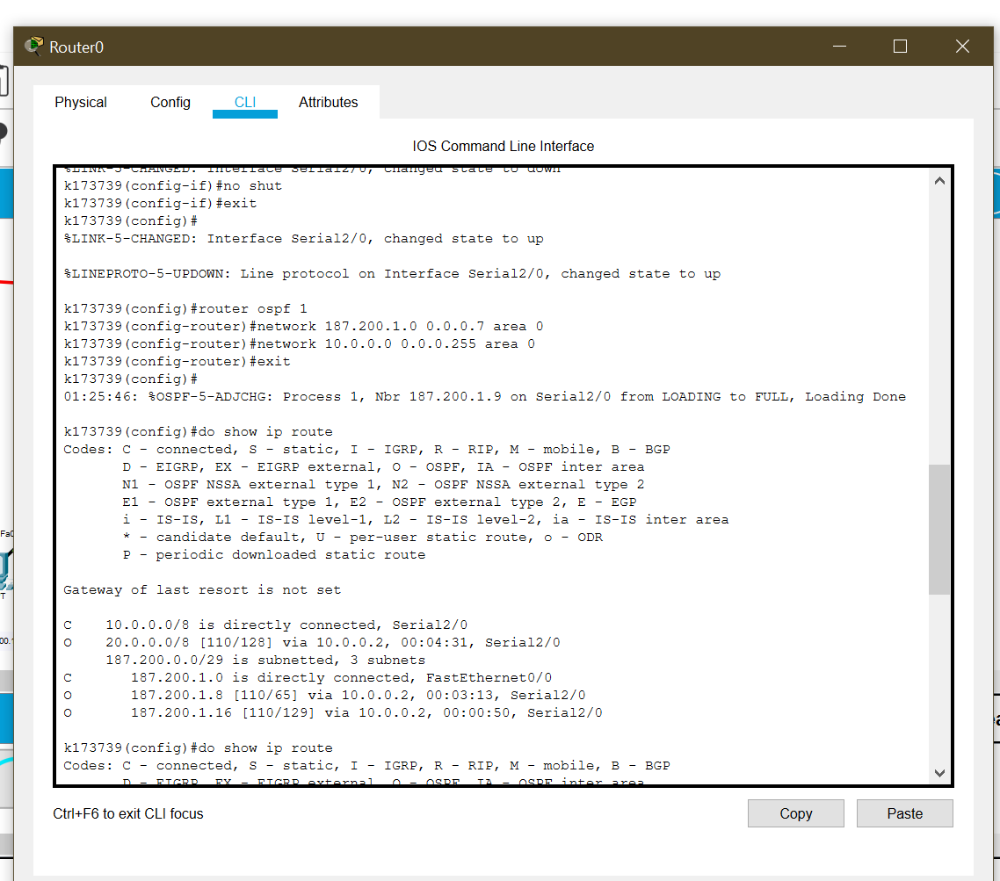 Router0
Physical Config CLI Attributes
IOS Command Line Interface
%LINK-5-CHANGED: Interface Serial2/0, changed state to down
k173739(config-if)#no shut
k173739(config-if)#exit
k173739(config)#
%LINK-5-CHANGED: Interface Serial2/0, changed state to up
%LINEPROTO-5-UPDOWN: Line protocol on Interface Serial2/0, changed state to up
k173739(config)#router ospf 1
k173739(config-router)#network 187.200.1.0 0.0.0.7 area 0
k173739(config-router)#network 10.0.0.0 0.0.0.255 area 0
k173739(config-router)#exit
k173739(config)#
01:25:46: %OSPF-5-ADJCHG: Process 1, Nbr 187.200.1.9 on Serial2/0 from LOADING to FULL, Loading Done
k173739(config)#do show ip route
Codes: C - connected, S - static, I - IGRP, R - RIP, M - mobile, B - BGP
D - EIGRP, EX - EIGRP external, O - OSPF, IA - OSPF inter area
N1 - OSPF NSSA external type 1, N2 - OSPF NSSA external type 2
E1 - OSPF external type 1, E2 - OSPF external type 2, E - EGP
i - IS-IS, L1 - IS-IS level-1, L2 - IS-IS level-2, ia - IS-IS inter area
* - candidate default, U - per-user static route, o - ODR
P - periodic downloaded static route
Gateway of last resort is not set
C 10.0.0.0/8 is directly connected, Serial2/0
O 20.0.0.0/8 [110/128] via 10.0.0.2, 00:04:31, Serial2/0
187.200.0.0/29 is subnetted, 3 subnets
C 187.200.1.0 is directly connected, FastEthernet0/0
O 187.200.1.8 [110/65] via 10.0.0.2, 00:03:13, Serial2/0
O 187.200.1.16 [110/129] via 10.0.0.2, 00:00:50, Serial2/0
k173739(config)#do show ip route
Codes: C - connected, S - static, I - IGRP, R - RIP, M - mobile, B - BGP
D - EIGRP, EX - EIGRP external, O - OSPF, IA - OSPF inter area
Ctrl+F6 to exit CLI focus
Copy Paste